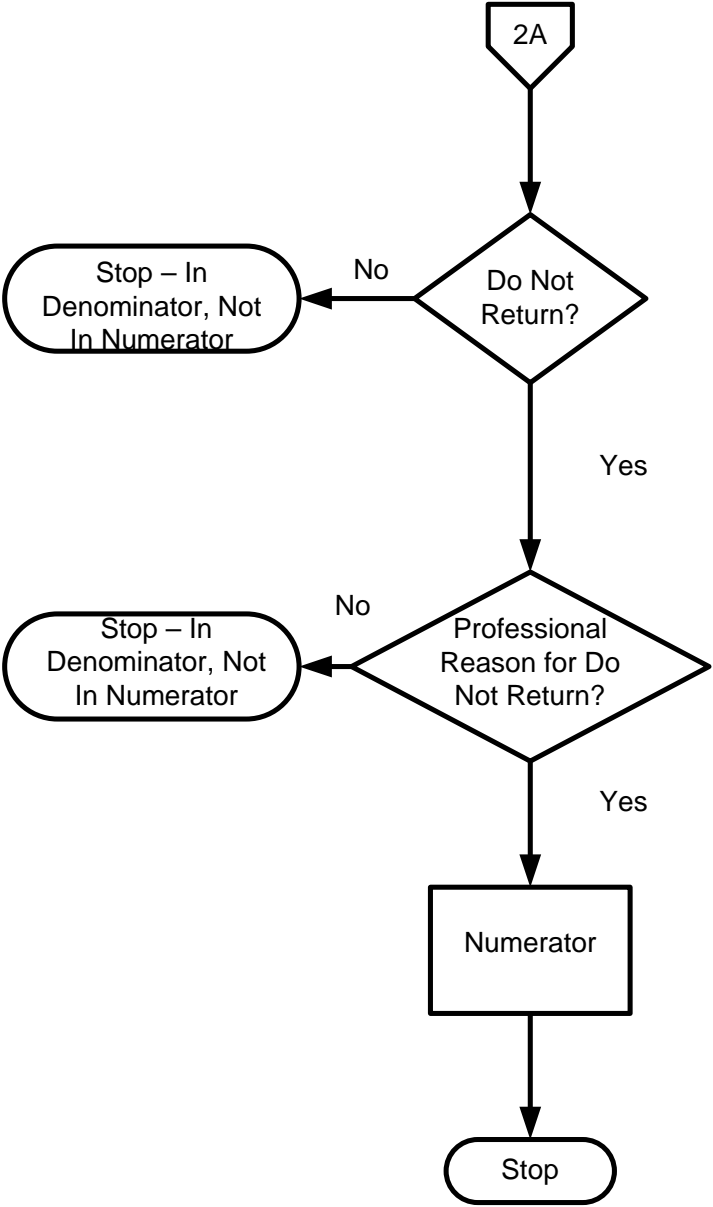 2A
Do Not
Return?
No
Stop – In
Denominator, Not
In Numerator
Yes
Professional
Reason for Do
Not Return?
No
Stop – In
Denominator, Not
In Numerator
Yes
Numerator
Stop